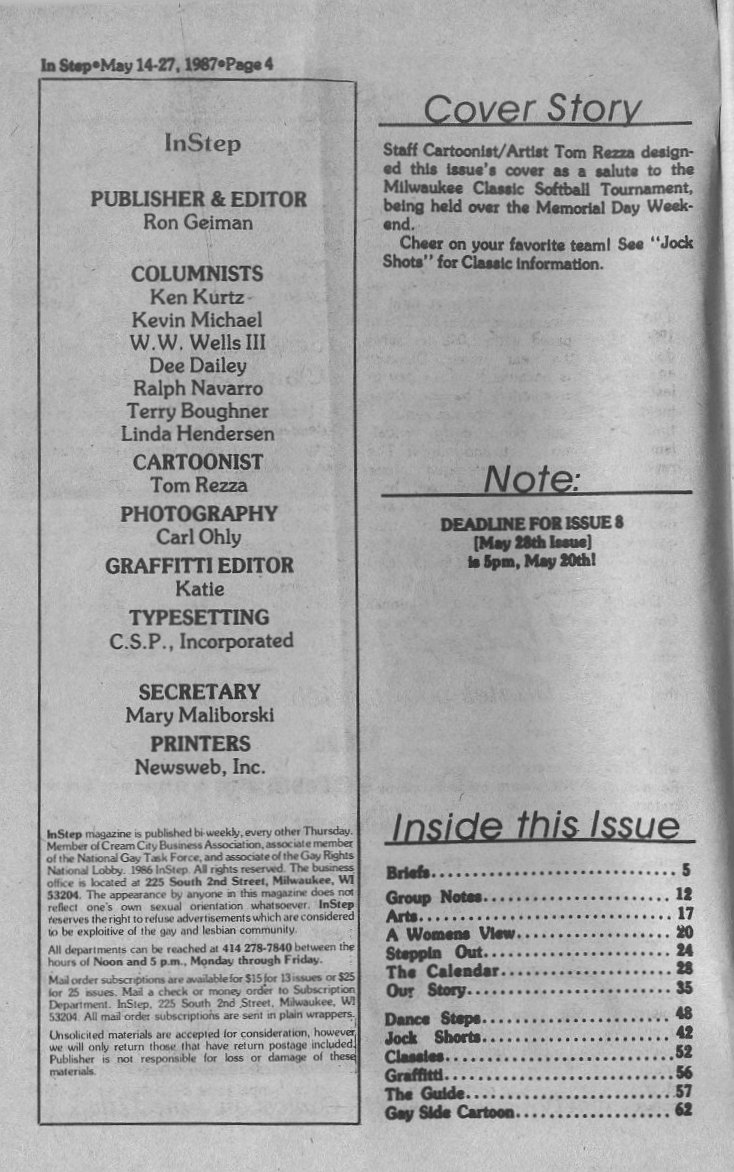 In Step•May 14-27, 1987•Page 4
InStep
PUBLISHER & EDITOR
Ron Geiman
COLUMNISTS
Ken Kurtz
Kevin Michael
W.W. Wells III
Dee Dailey
Ralph Navarro
Terry Boughner
Linda Hendersen
CARTOONIST
Tom Rezza
PHOTOGRAPHY
Carl Ohly
GRAFFITTI EDITOR
Katie
TYPESETTING
C.S.P., Incorporated
SECRETARY
Mary Maliborski
PRINTERS
Newsweb, Inc.
InStep magazine is published bi-weekly, every other Thursday.
Member of Cream City Business Association, associate member
of the National Gay Task Force, and associate of the Gay Rights
National Lobby. 1986 InStep. All rights reserved. The business
office is located at 225 South 2nd Street, Milwaukee, WI
53204. The appearance by anyone in this magazine does not
reflect one's own sexual orientation whatsoever. InStep
reserves the right to refuse advertisements which are considered
to be exploitive of the gay and lesbian community.
All departments can be reached at 414 278-7840 between the
hours of Noon and 5 p.m., Monday through Friday.
Mail order subscriptions are available for $15 for 13 issues or $25
for 25 issues. Mail a check or money order to Subscription
Department. InStep, 225 South 2nd Street, Milwaukee, WI
53204. All mail order subscriptions are sent in plain wrappers.
Unsolicited materials are accepted for consideration, however,
we will only return those that have return postage included.
Publisher is not responsible for loss or damage of these
materials.
Cover Story
Staff Cartoonist/Artist Tom Rezza design-
ed this issue's cover as a salute to the
Milwaukee Classic Softball Tournament,
being held over the Memorial Day Week-
end.
Cheer on your favorite team! See "Jock
Shots" for Classic information.
Note:
DEADLINE FOR ISSUE 8
[May 28th Issue]
is 5pm, May 20th!
Inside this Issue
Briefs.............................. 5
Group Notes........................ 12
Arts............................... 17
A Womens View.................... 20
Steppin Out........................ 24
The Calendar...................... 28
Our Story.......................... 35
Dance Steps....................... 48
Jock Shorts........................ 42
Classies............................ 52
Graffitti............................ 56
The Guide......................... 57
Gay Side Cartoon.................. 62